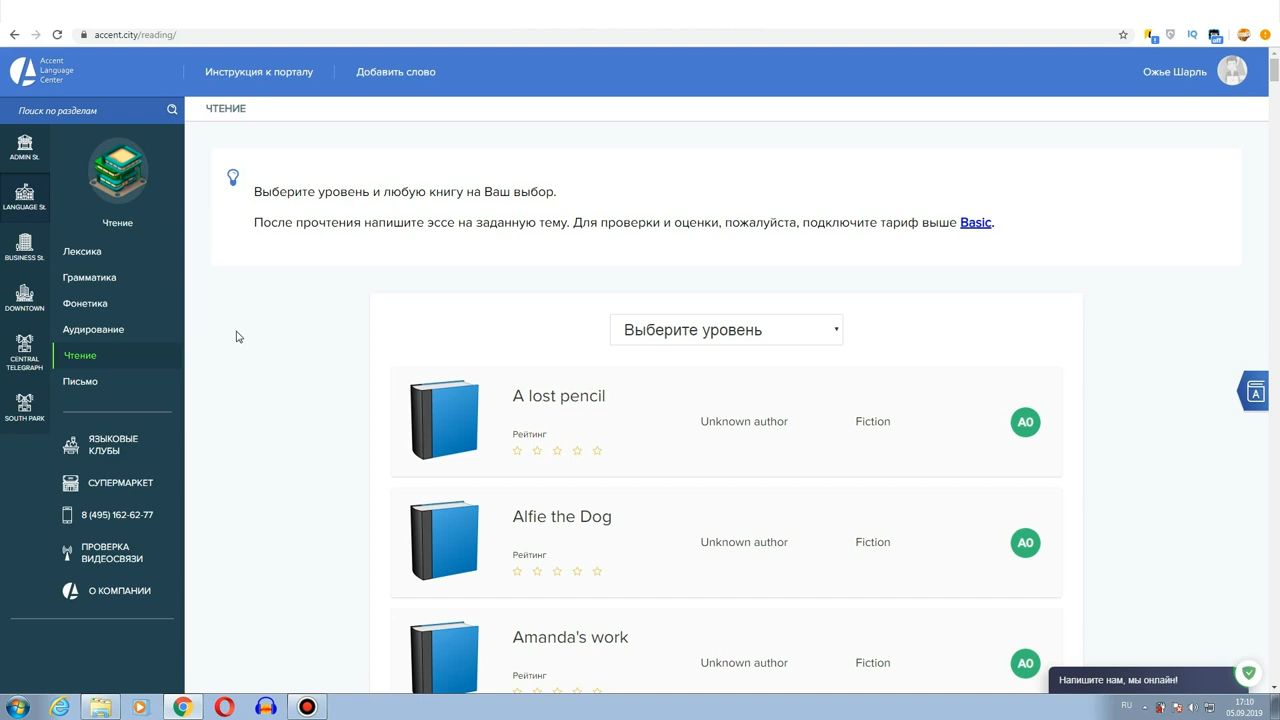 accent.city/reading/
Accent
Language
Center
Инструкция к порталу
Добавить слово
Ожье Шарль
Поиск по разделам
ЧТЕНИЕ
ADMIN St.
LANGUAGE St.
BUSINESS St.
DOWNTOWN
CENTRAL
TELEGRAPH
SOUTH PARK
Чтение
Лексика
Грамматика
Фонетика
Аудирование
Чтение
Письмо
ЯЗЫКОВЫЕ
КЛУБЫ
СУПЕРМАРКЕТ
8 (495) 162-62-77
ПРОВЕРКА
ВИДЕОСВЯЗИ
О КОМПАНИИ
Выберите уровень и любую книгу на Ваш выбор.
После прочтения напишите эссе на заданную тему. Для проверки и оценки, пожалуйста, подключите тариф выше Basic.
Выберите уровень
A lost pencil
Unknown author
Fiction
A0
Рейтинг
Alfie the Dog
Unknown author
Fiction
A0
Рейтинг
Amanda's work
Unknown author
Fiction
A0
Рейтинг
Напишите нам, мы онлайн!
RU
17:10
05.09.2019